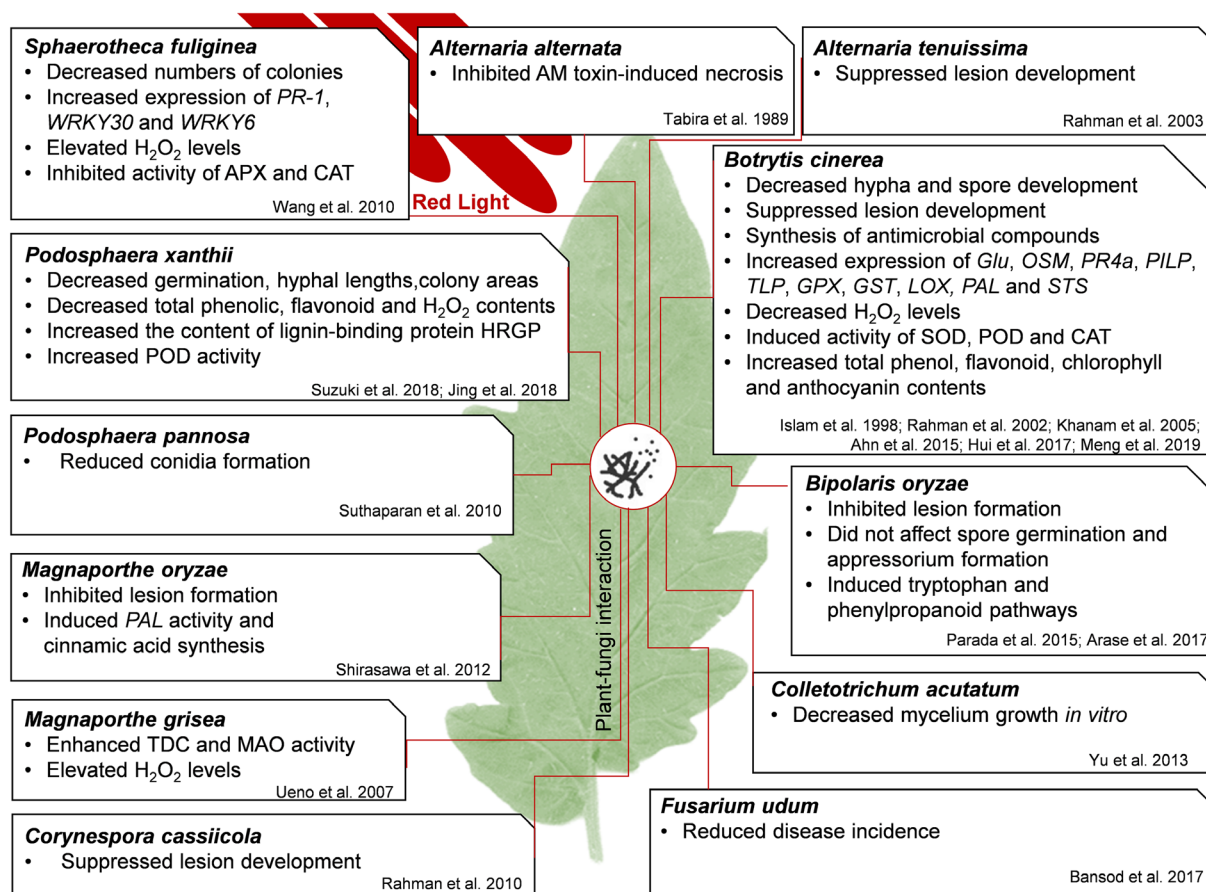 Sphaerotheca fuliginea
• Decreased numbers of colonies
• Increased expression of PR-1,
WRKY30 and WRKY6
• Elevated H₂O₂ levels
• Inhibited activity of APX and CAT
Wang et al. 2010
Alternaria alternata
• Inhibited AM toxin-induced necrosis
Tabira et al. 1989
Alternaria tenuissima
• Suppressed lesion development
Rahman et al. 2003
Red Light
Botrytis cinerea
• Decreased hypha and spore development
• Suppressed lesion development
• Synthesis of antimicrobial compounds
• Increased expression of Glu, OSM, PR4a, PILP,
TLP, GPX, GST, LOX, PAL and STS
• Decreased H₂O₂ levels
• Induced activity of SOD, POD and CAT
• Increased total phenol, flavonoid, chlorophyll
and anthocyanin contents
Islam et al. 1998; Rahman et al. 2002; Khanam et al. 2005;
Ahn et al. 2015; Hui et al. 2017; Meng et al. 2019
Podosphaera xanthii
• Decreased germination, hyphal lengths,colony areas
• Decreased total phenolic, flavonoid and H₂O₂ contents
• Increased the content of lignin-binding protein HRGP
• Increased POD activity
Suzuki et al. 2018; Jing et al. 2018
Podosphaera pannosa
• Reduced conidia formation
Suthaparan et al. 2010
Bipolaris oryzae
• Inhibited lesion formation
• Did not affect spore germination and
appressorium formation
• Induced tryptophan and
phenylpropanoid pathways
Parada et al. 2015; Arase et al. 2017
Magnaporthe oryzae
• Inhibited lesion formation
• Induced PAL activity and
cinnamic acid synthesis
Shirasawa et al. 2012
Plant-fungi interaction
Colletotrichum acutatum
• Decreased mycelium growth in vitro
Yu et al. 2013
Magnaporthe grisea
• Enhanced TDC and MAO activity
• Elevated H₂O₂ levels
Ueno et al. 2007
Fusarium udum
• Reduced disease incidence
Bansod et al. 2017
Corynespora cassiicola
• Suppressed lesion development
Rahman et al. 2010